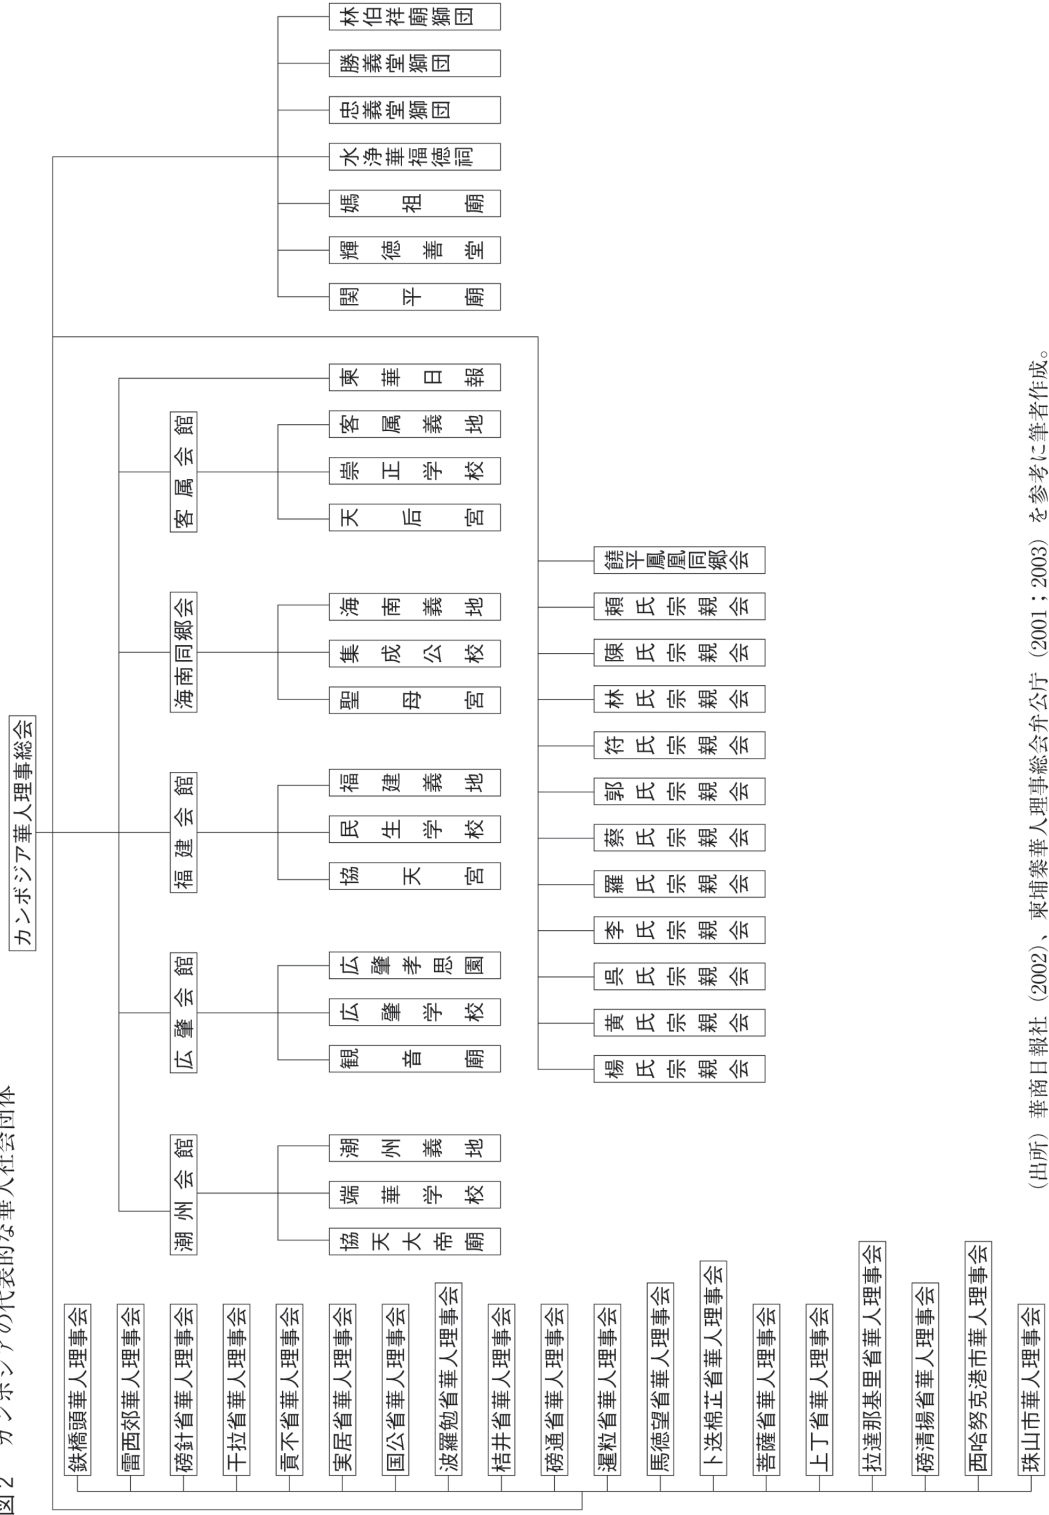 図2　カンボジアの代表的な華人社会団体
カンボジア華人理事総会
潮州会館
広肇会館
福建会館
海南同郷会
客属会館
協天大帝廟
端華学校
潮州義地
観音廟
広肇学校
広肇孝思園
協天宮
民生学校
福建義地
聖母宮
集成公校
海南義地
天后宮
崇正学校
客属義地
柬華日報
関平廟
輝徳善堂
媽祖廟
水浄華福徳祠
忠義堂獅団
勝義堂獅団
林伯祥廟獅団
楊氏宗親会
黄氏宗親会
呉氏宗親会
李氏宗親会
羅氏宗親会
蔡氏宗親会
郭氏宗親会
符氏宗親会
林氏宗親会
陳氏宗親会
頼氏宗親会
饒平鳳凰同郷会
鉄橋頭華人理事会
雷西郊華人理事会
磅針省華人理事会
干拉省華人理事会
貢不省華人理事会
実居省華人理事会
国公省華人理事会
波羅勉省華人理事会
桔井省華人理事会
磅通省華人理事会
暹粒省華人理事会
馬徳望省華人理事会
卜迭棉芷省華人理事会
菩薩省華人理事会
上丁省華人理事会
拉達那基里省華人理事会
磅清揚省華人理事会
西哈努克港市華人理事会
珠山市華人理事会
（出所）華商日報社（2002）、柬埔寨華人理事総会弁公庁（2001；2003）を参考に筆者作成。